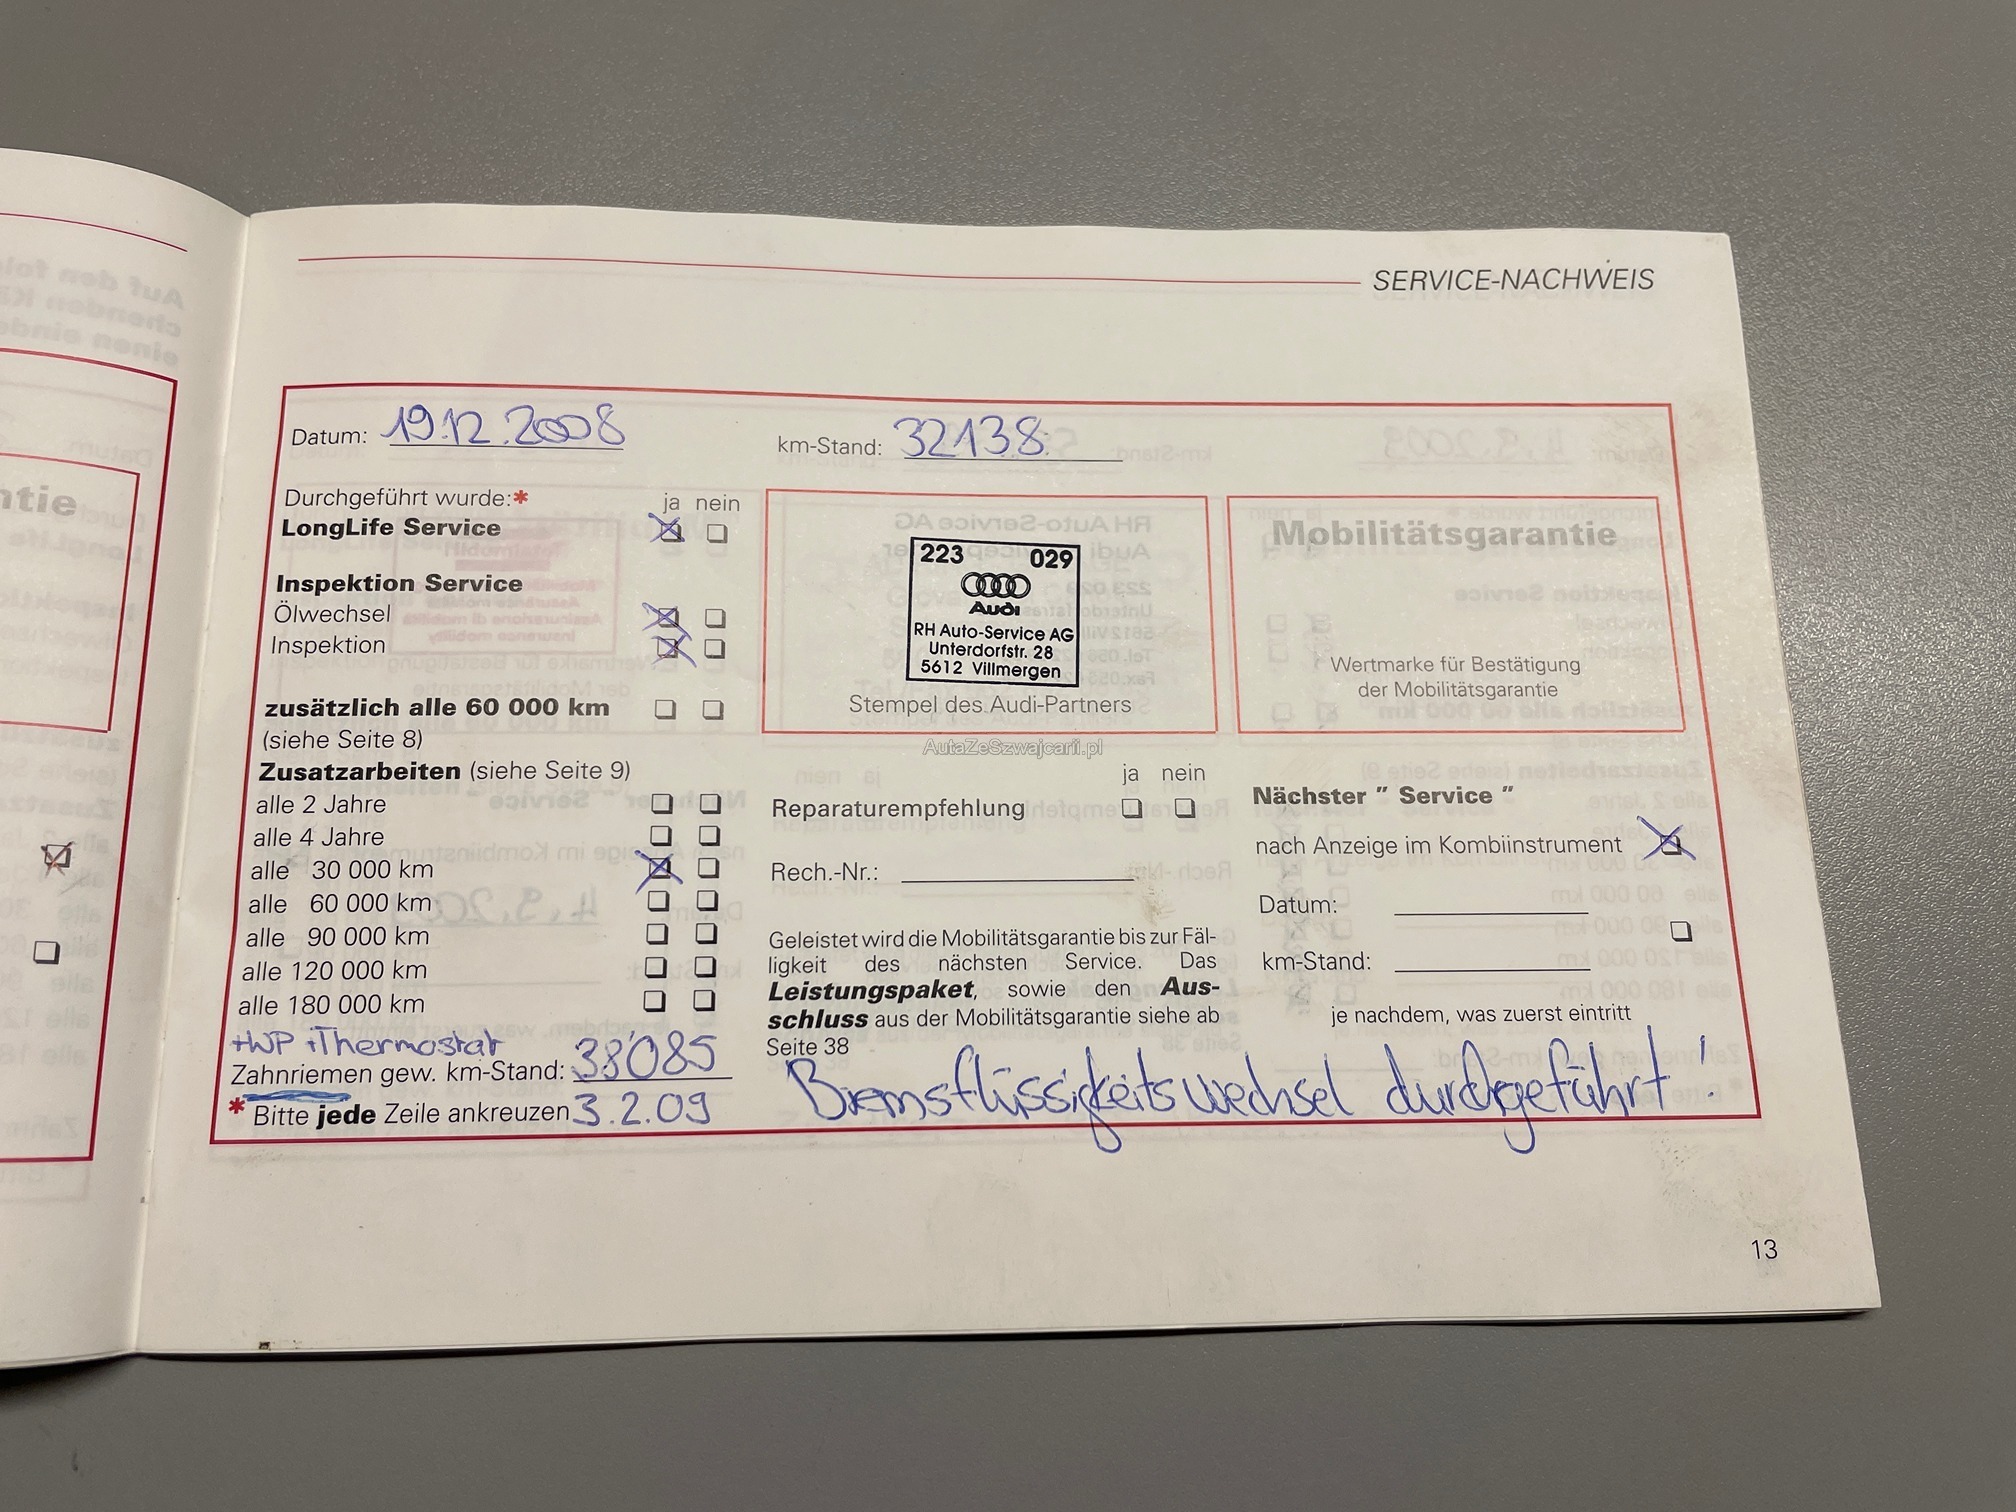 SERVICE-NACHWEIS
Datum: 19.12.2008
km-Stand: 32138
Durchgeführt wurde:*
ja nein
LongLife Service
Inspektion Service
Ölwechsel
Inspektion
zusätzlich alle 60 000 km
(siehe Seite 8)
Zusatzarbeiten (siehe Seite 9)
alle 2 Jahre
alle 4 Jahre
alle 30 000 km
alle 60 000 km
alle 90 000 km
alle 120 000 km
alle 180 000 km
+WP +Thermostat
Zahnriemen gew. km-Stand: 38085
* Bitte jede Zeile ankreuzen 3.2.09
223 029
Audi
RH Auto-Service AG
Unterdorfstr. 28
5612 Villmergen
Stempel des Audi-Partners
AutaZeSzwajcarii.pl
ja nein
Reparaturempfehlung
Rech.-Nr.:
Geleistet wird die Mobilitätsgarantie bis zur Fäl-
ligkeit des nächsten Service. Das
Leistungspaket, sowie den Aus-
schluss aus der Mobilitätsgarantie siehe ab
Seite 38
Mobilitätsgarantie
Wertmarke für Bestätigung
der Mobilitätsgarantie
Nächster " Service "
nach Anzeige im Kombiinstrument
Datum:
km-Stand:
je nachdem, was zuerst eintritt
Bremsflüssigkeitswechsel durchgeführt!
13
ntie